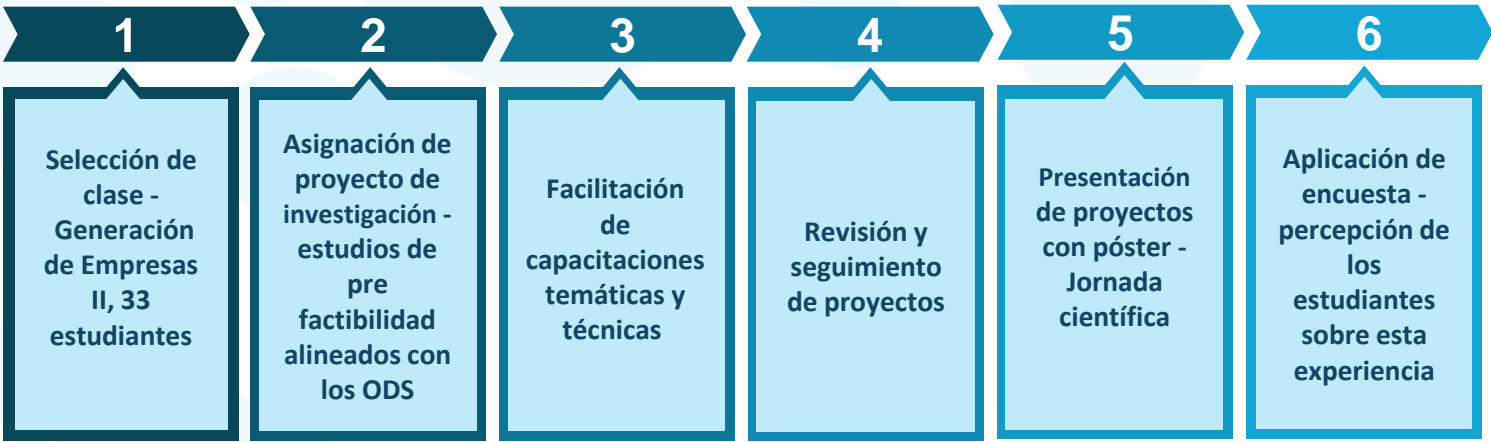 1
Selección de
clase -
Generación
de Empresas
II, 33
estudiantes
2
Asignación de
proyecto de
investigación -
estudios de
pre
factibilidad
alineados con
los ODS
3
Facilitación
de
capacitaciones
temáticas y
técnicas
4
Revisión y
seguimiento
de proyectos
5
Presentación
de proyectos
con póster -
Jornada
científica
6
Aplicación de
encuesta -
percepción de
los
estudiantes
sobre esta
experiencia